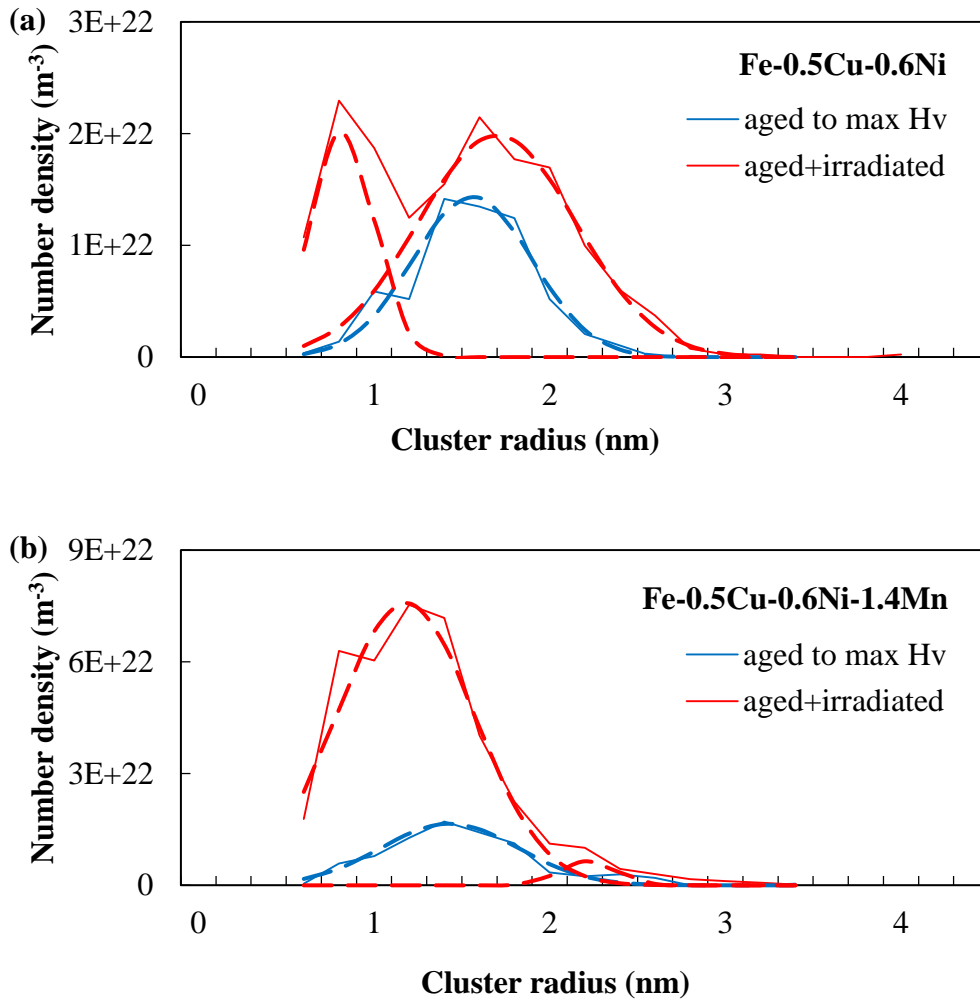 (a)
3E+22
2E+22
1E+22
0
Number density (m-3)
Fe-0.5Cu-0.6Ni
aged to max Hv
aged+irradiated
0 1 2 3 4
Cluster radius (nm)
(b)
9E+22
6E+22
3E+22
0
Number density (m-3)
Fe-0.5Cu-0.6Ni-1.4Mn
aged to max Hv
aged+irradiated
0 1 2 3 4
Cluster radius (nm)